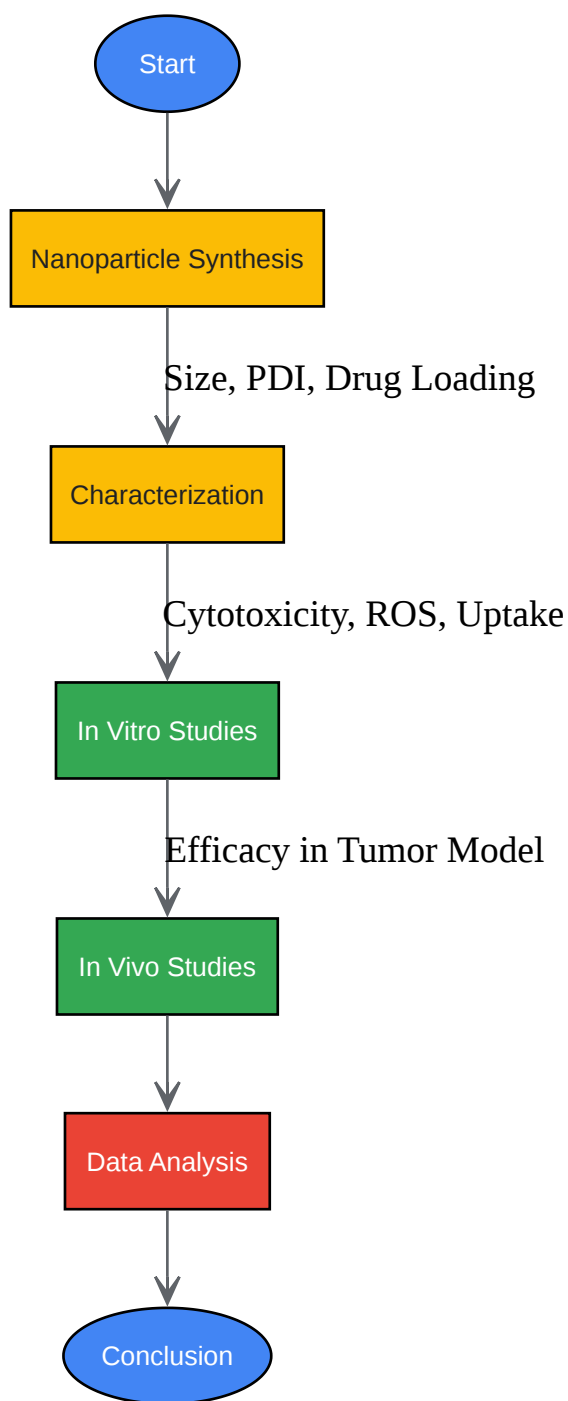 Start
Nanoparticle Synthesis
Size, PDI, Drug Loading
Characterization
Cytotoxicity, ROS, Uptake
In Vitro Studies
Efficacy in Tumor Model
In Vivo Studies
Data Analysis
Conclusion